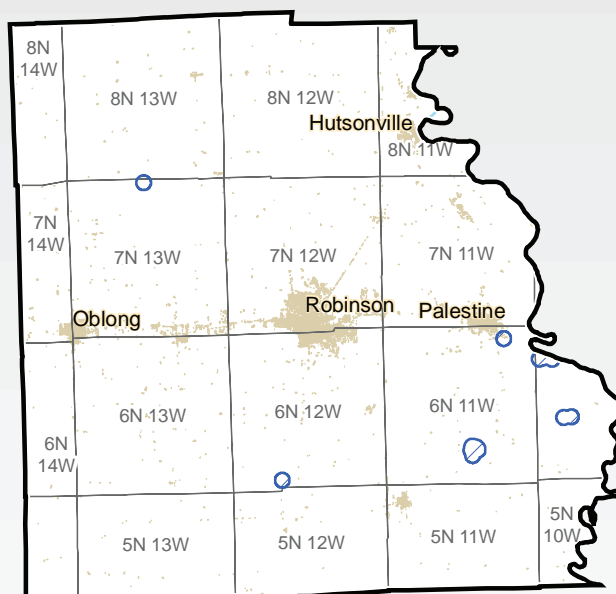 8N
14W
8N 13W
8N 12W
Hutsonville
8N 11W
7N
14W
7N 13W
7N 12W
7N 11W
Oblong
Robinson
Palestine
6N 13W
6N 12W
6N 11W
6N
14W
5N 13W
5N 12W
5N 11W
5N
10W